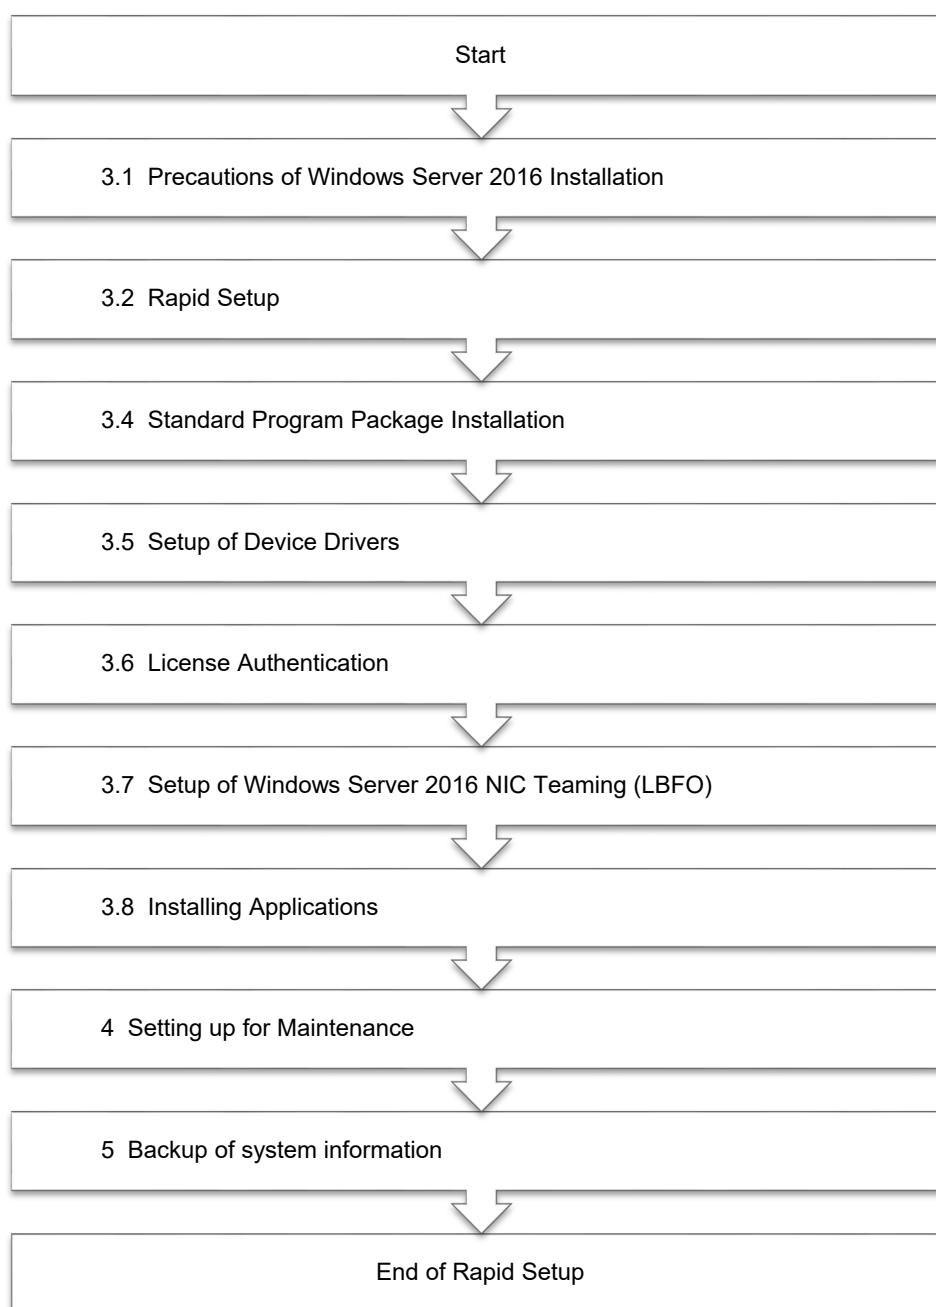 Start
3.1 Precautions of Windows Server 2016 Installation
3.2 Rapid Setup
3.4 Standard Program Package Installation
3.5 Setup of Device Drivers
3.6 License Authentication
3.7 Setup of Windows Server 2016 NIC Teaming (LBFO)
3.8 Installing Applications
4 Setting up for Maintenance
5 Backup of system information
End of Rapid Setup